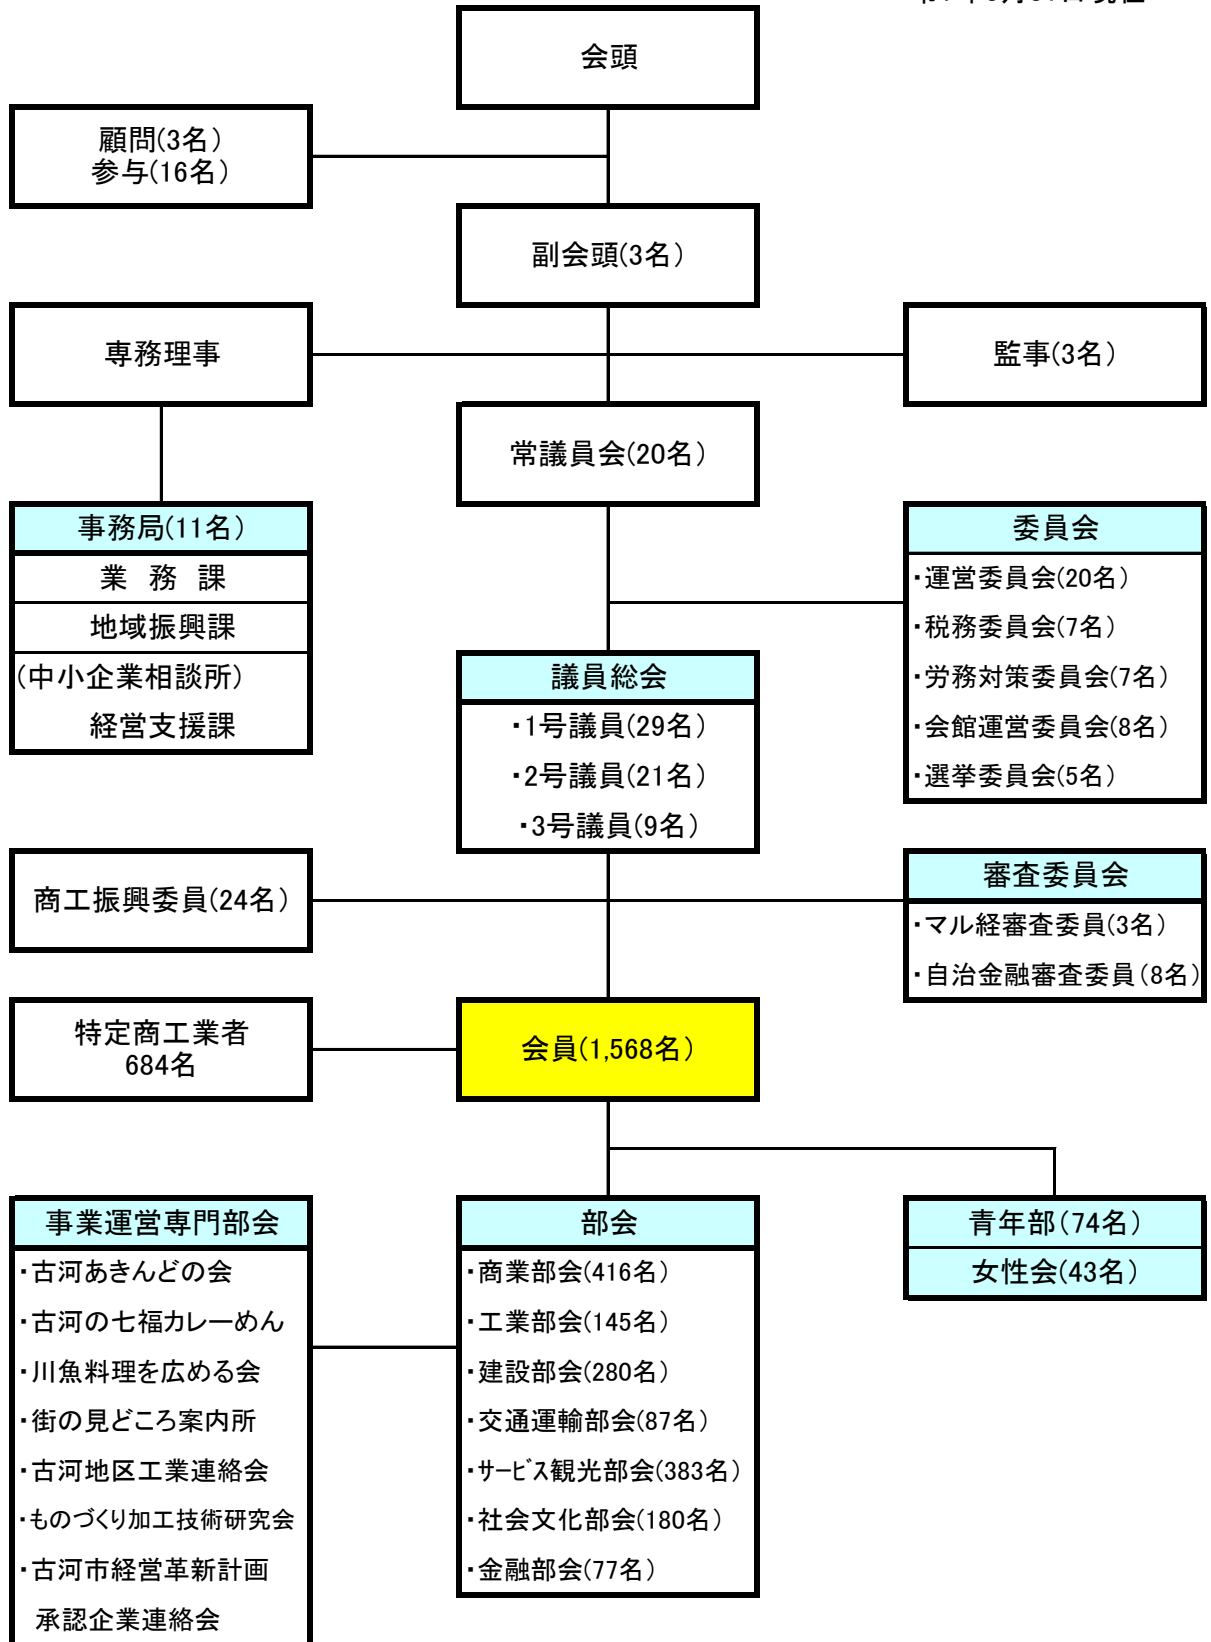 会頭
顧問(3名)
参与(16名)
副会頭(3名)
専務理事
監事(3名)
常議員会(20名)
事務局(11名)
業 務 課
地域振興課
(中小企業相談所)
経営支援課
委員会
・運営委員会(20名)
・税務委員会(7名)
・労務対策委員会(7名)
・会館運営委員会(8名)
・選挙委員会(5名)
議員総会
・1号議員(29名)
・2号議員(21名)
・3号議員(9名)
商工振興委員(24名)
審査委員会
・マル経審査委員(3名)
・自治金融審査委員(8名)
特定商工業者
684名
会員(1,568名)
事業運営専門部会
・古河あきんどの会
・古河の七福カレーめん
・川魚料理を広める会
・街の見どころ案内所
・古河地区工業連絡会
・ものづくり加工技術研究会
・古河市経営革新計画
承認企業連絡会
部会
・商業部会(416名)
・工業部会(145名)
・建設部会(280名)
・交通運輸部会(87名)
・サービス観光部会(383名)
・社会文化部会(180名)
・金融部会(77名)
青年部(74名)
女性会(43名)